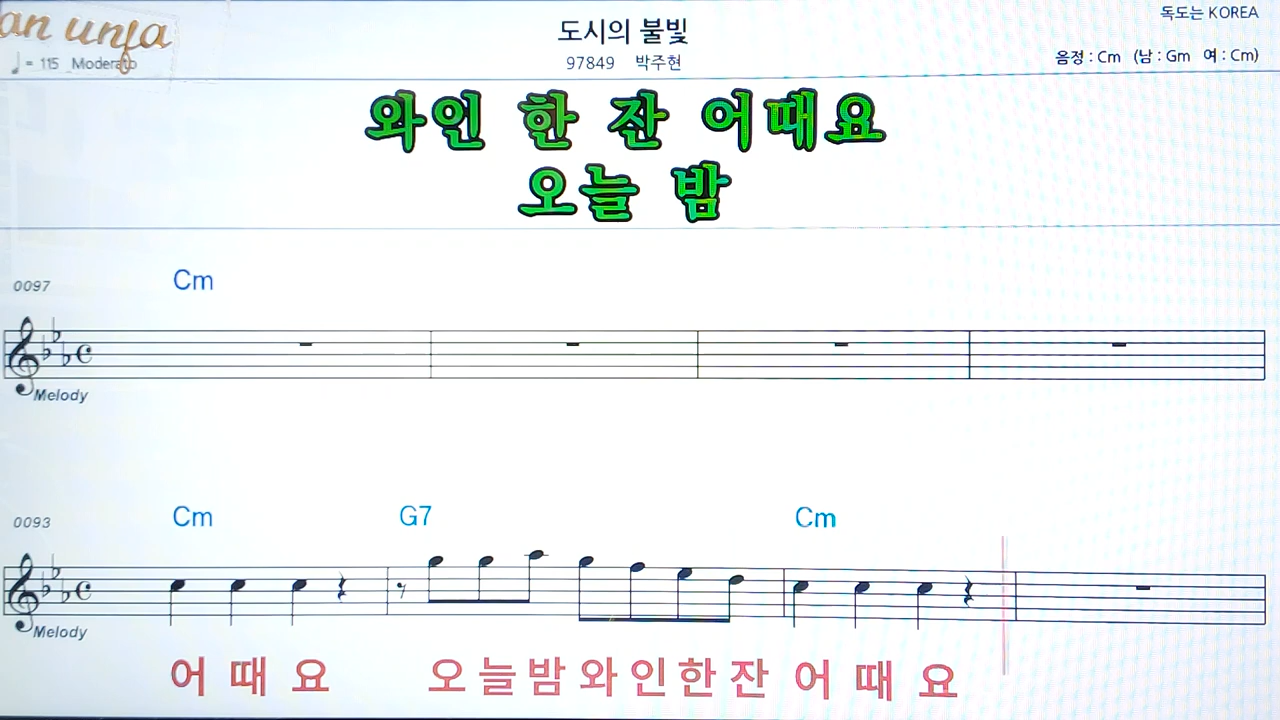 an unja
독도는 KOREA
도시의 불빛
♩= 115 Moderato
97849 박주현
음정 : Cm (남 : Gm 여 : Cm)
와인 한 잔 어때요
오늘 밤
0097 Cm
Melody
0093 Cm G7 Cm
Melody
어 때 요 오 늘 밤 와 인 한 잔 어 때 요